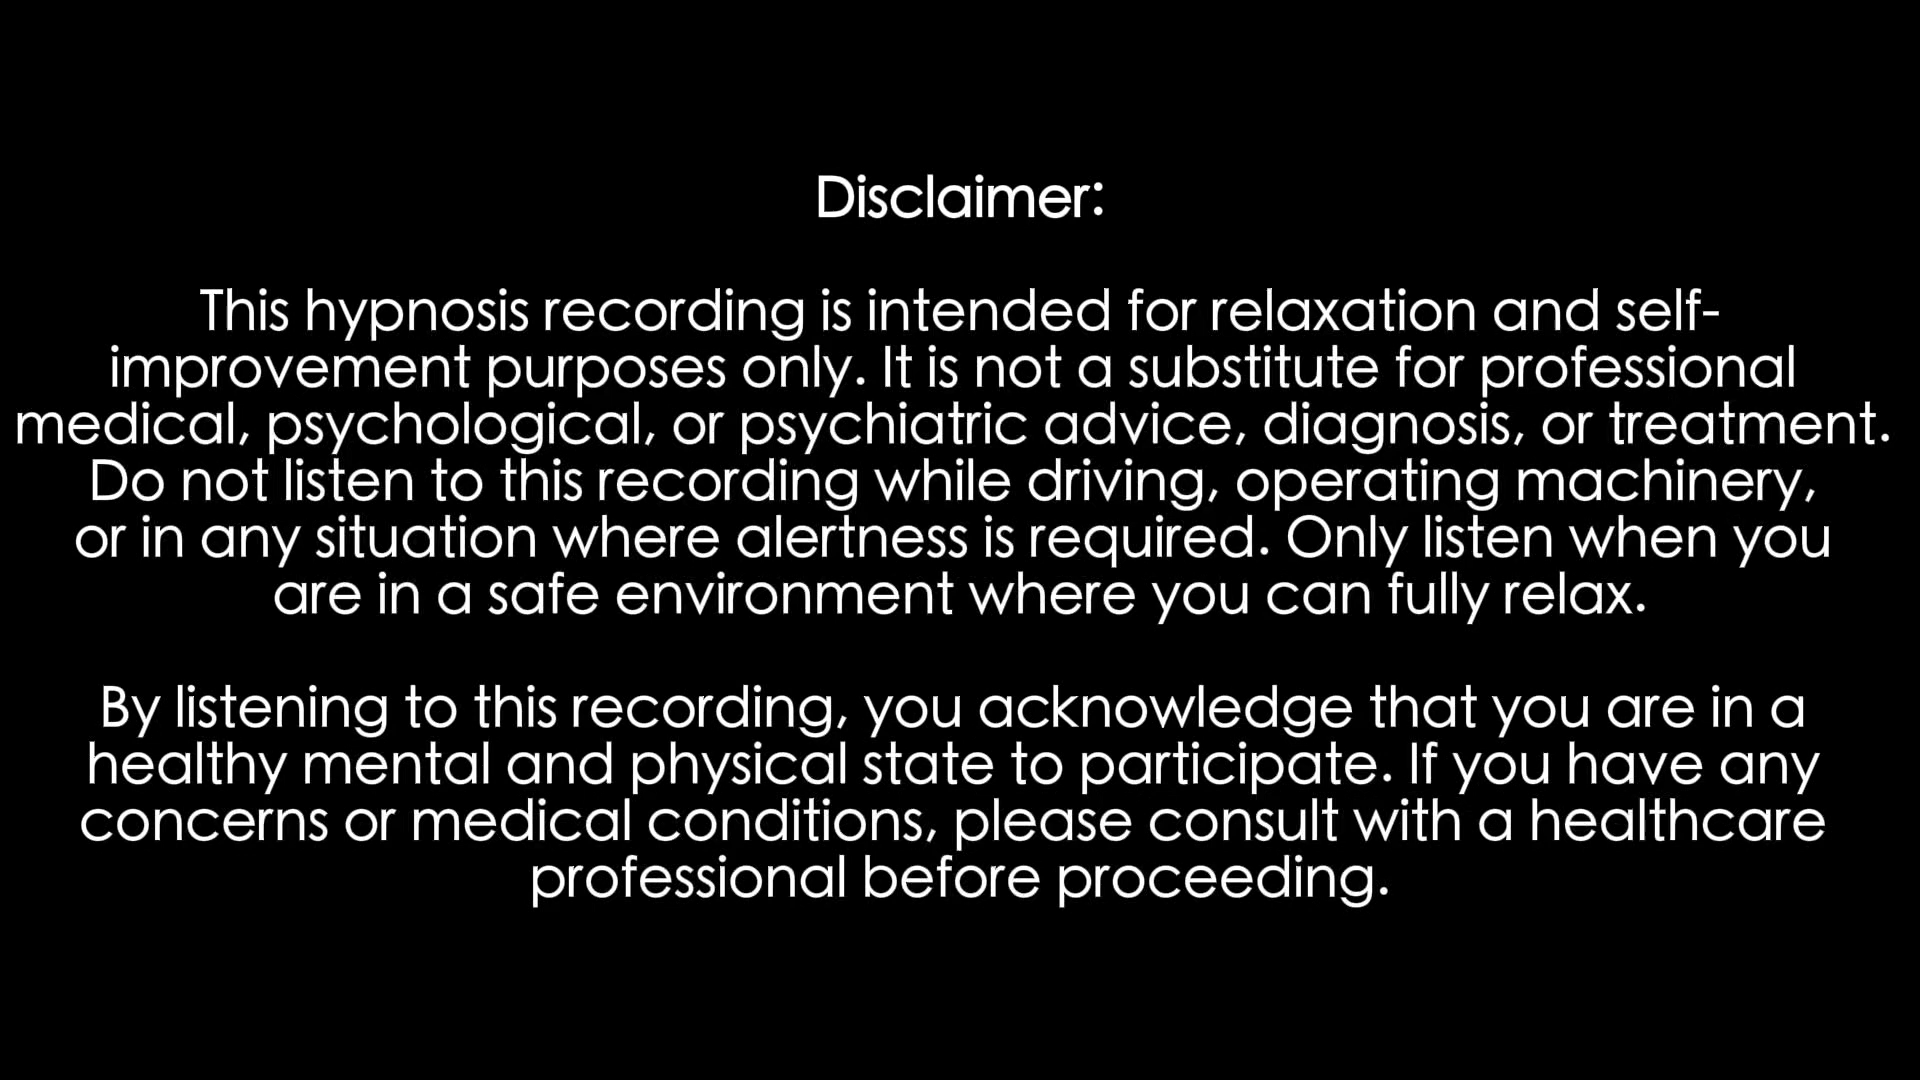 Disclaimer:
This hypnosis recording is intended for relaxation and self-
improvement purposes only. It is not a substitute for professional
medical, psychological, or psychiatric advice, diagnosis, or treatment.
Do not listen to this recording while driving, operating machinery,
or in any situation where alertness is required. Only listen when you
are in a safe environment where you can fully relax.
By listening to this recording, you acknowledge that you are in a
healthy mental and physical state to participate. If you have any
concerns or medical conditions, please consult with a healthcare
professional before proceeding.